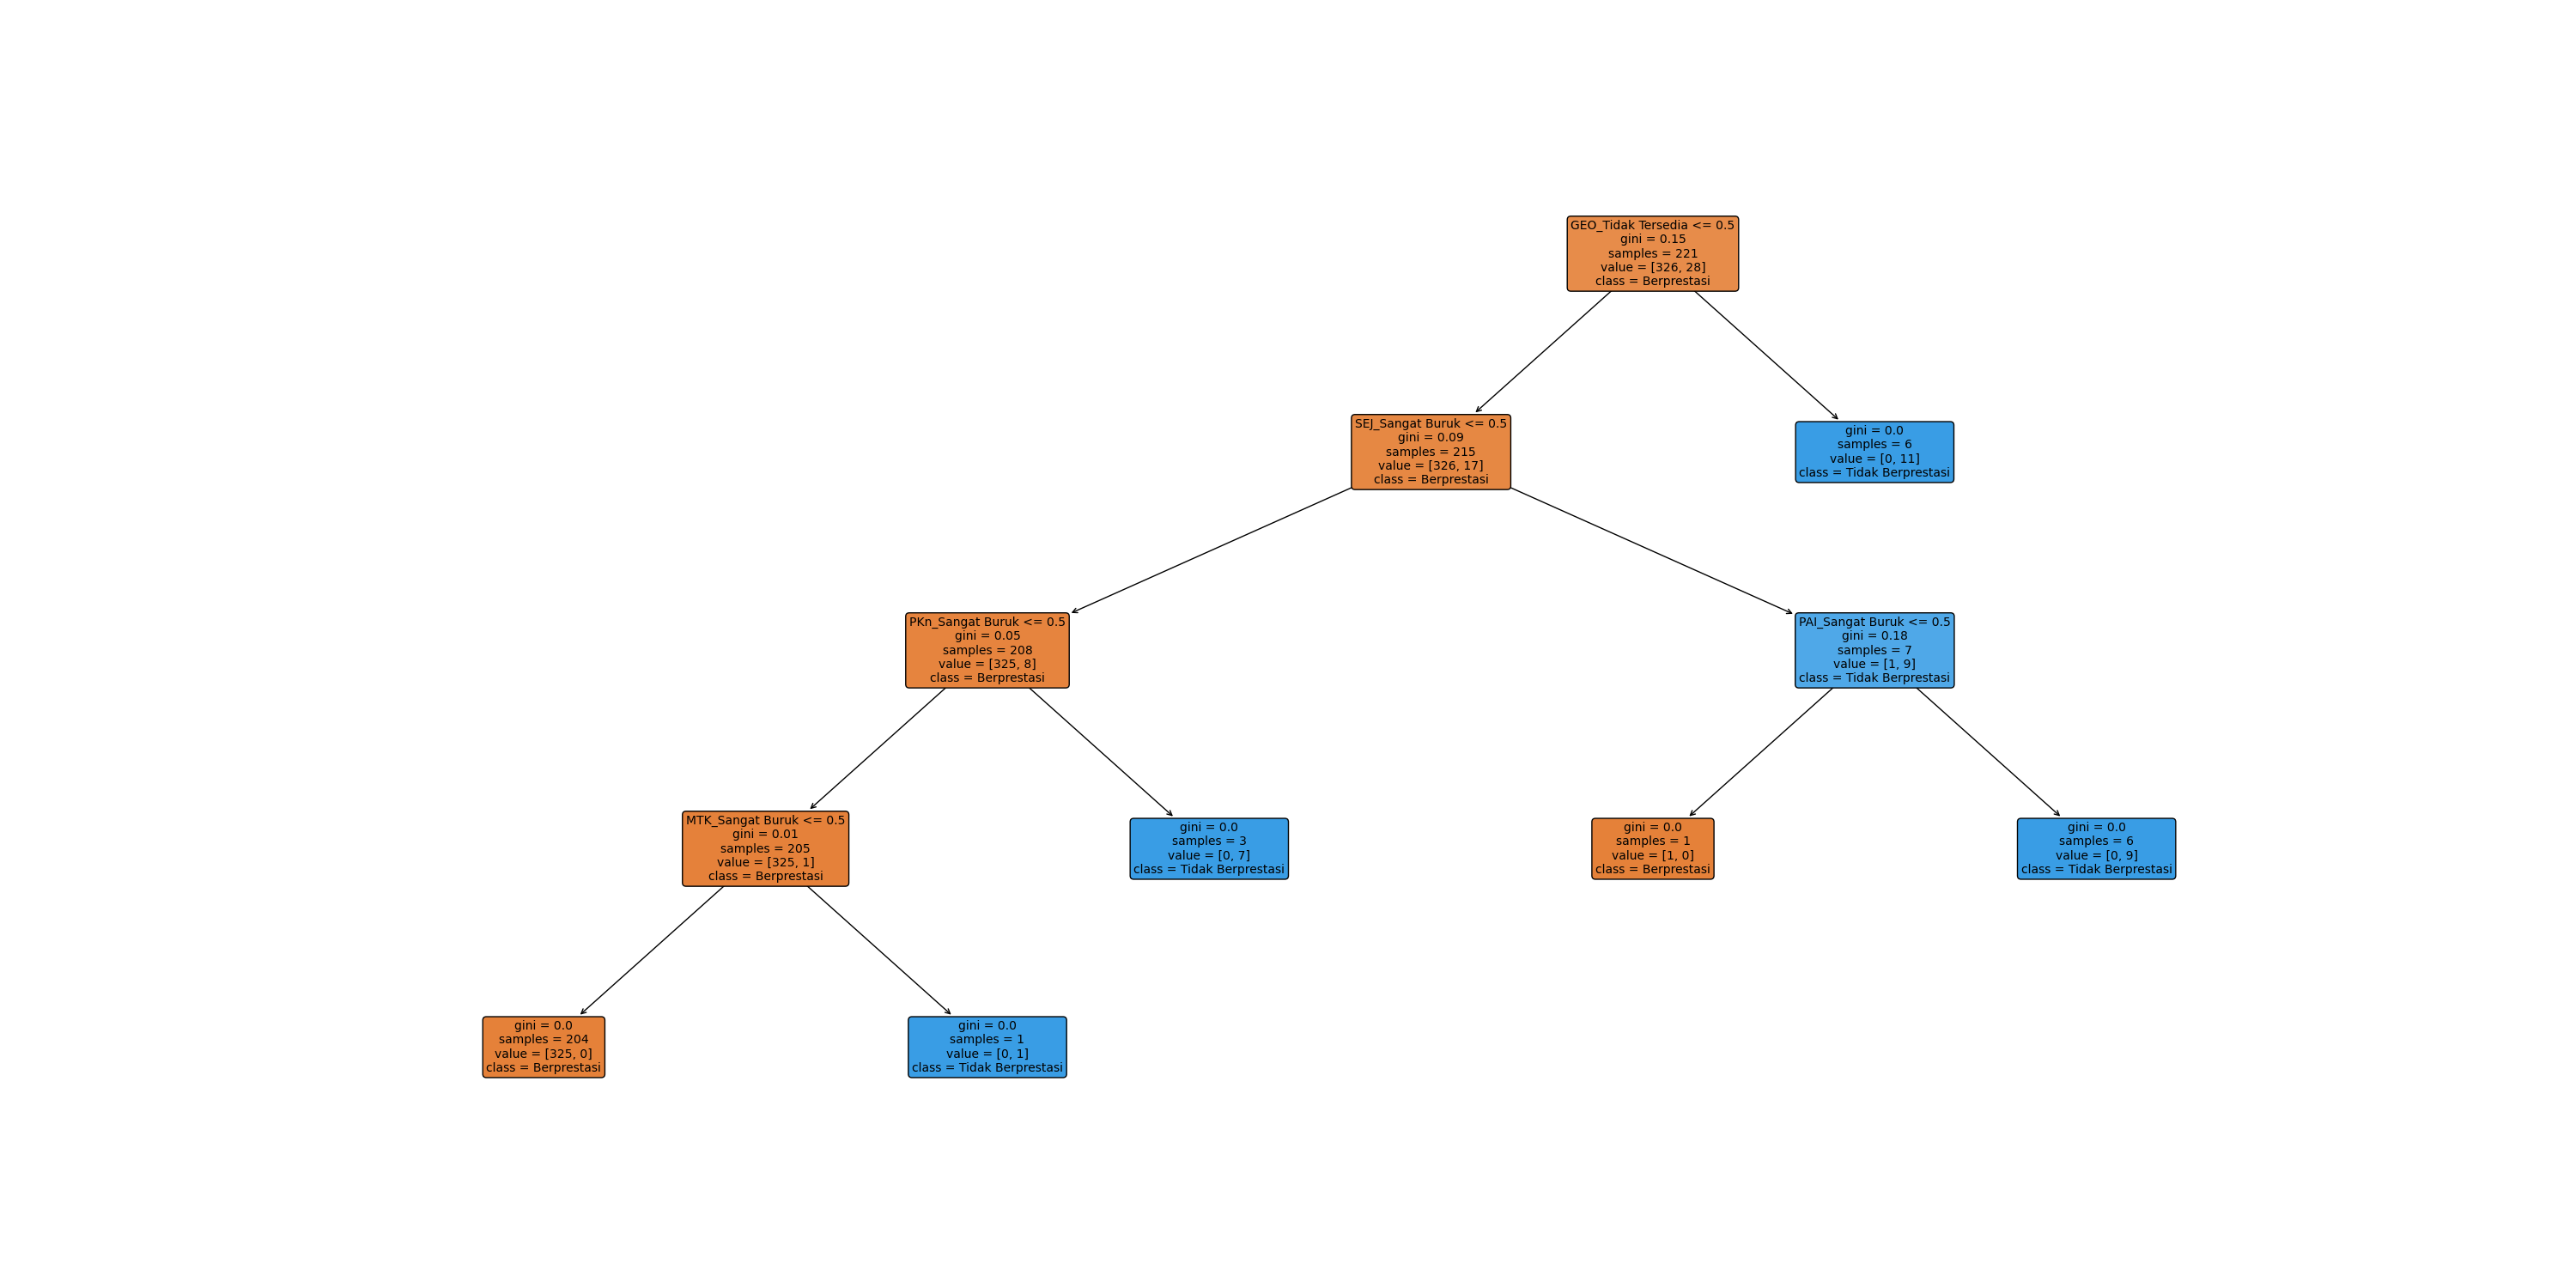 GEO_Tidak Tersedia <= 0.5
gini = 0.15
samples = 221
value = [326, 28]
class = Berprestasi
SEJ_Sangat Buruk <= 0.5
gini = 0.09
samples = 215
value = [326, 17]
class = Berprestasi
gini = 0.0
samples = 6
value = [0, 11]
class = Tidak Berprestasi
PKn_Sangat Buruk <= 0.5
gini = 0.05
samples = 208
value = [325, 8]
class = Berprestasi
PAI_Sangat Buruk <= 0.5
gini = 0.18
samples = 7
value = [1, 9]
class = Tidak Berprestasi
MTK_Sangat Buruk <= 0.5
gini = 0.01
samples = 205
value = [325, 1]
class = Berprestasi
gini = 0.0
samples = 3
value = [0, 7]
class = Tidak Berprestasi
gini = 0.0
samples = 1
value = [1, 0]
class = Berprestasi
gini = 0.0
samples = 6
value = [0, 9]
class = Tidak Berprestasi
gini = 0.0
samples = 204
value = [325, 0]
class = Berprestasi
gini = 0.0
samples = 1
value = [0, 1]
class = Tidak Berprestasi